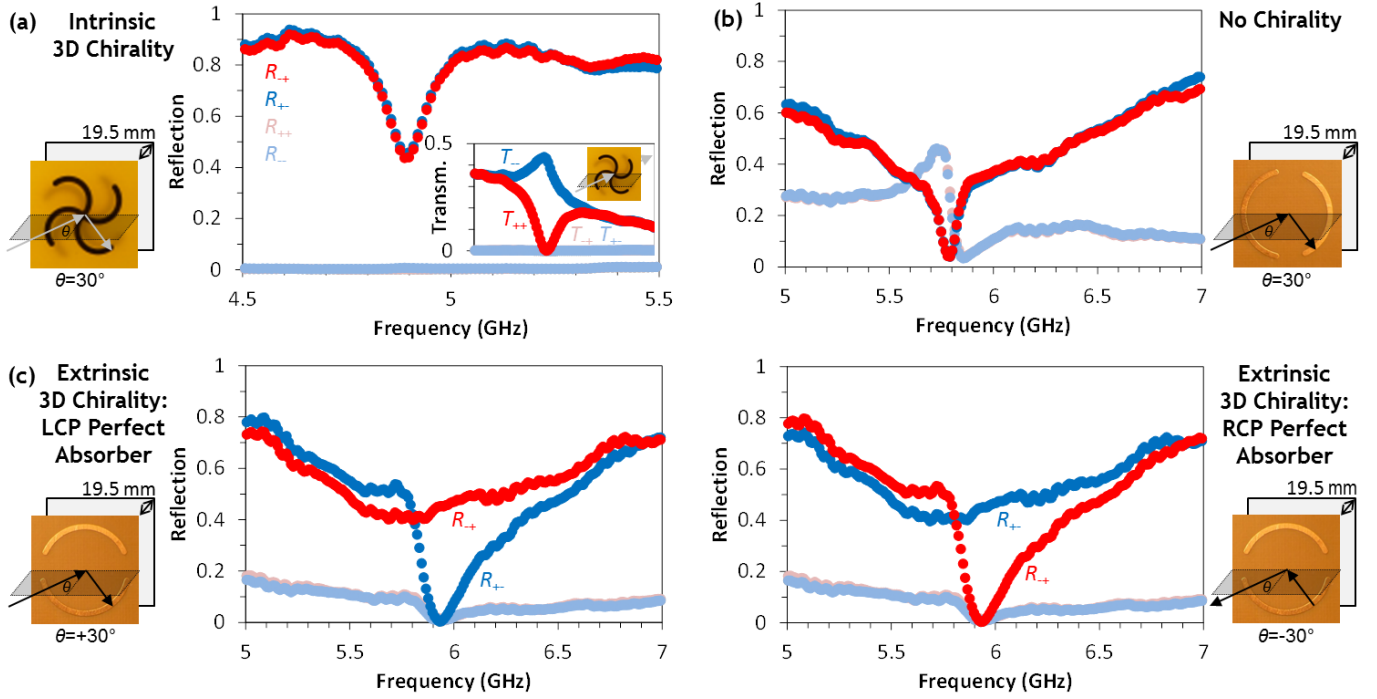 (a) Intrinsic
3D Chirality
19.5 mm
θ
θ=30°
Reflection
1
0.8
0.6
0.4
0.2
0
R₋₊
R₊₋
R₊₊
R₋₋
Transm.
0.5
0
T₋₋
T₊₊
T₋₊ T₊₋
4.5 5 5.5
Frequency (GHz)
(b)
No Chirality
19.5 mm
θ
θ=30°
Reflection
1
0.8
0.6
0.4
0.2
0
5 5.5 6 6.5 7
Frequency (GHz)
(c) Extrinsic
3D Chirality:
LCP Perfect
Absorber
19.5 mm
θ
θ=+30°
Reflection
1
0.8
0.6
0.4
0.2
0
R₋₊
R₊₋
5 5.5 6 6.5 7
Frequency (GHz)
Reflection
1
0.8
0.6
0.4
0.2
0
R₊₋
R₋₊
5 5.5 6 6.5 7
Frequency (GHz)
Extrinsic
3D Chirality:
RCP Perfect
Absorber
19.5 mm
θ
θ=-30°